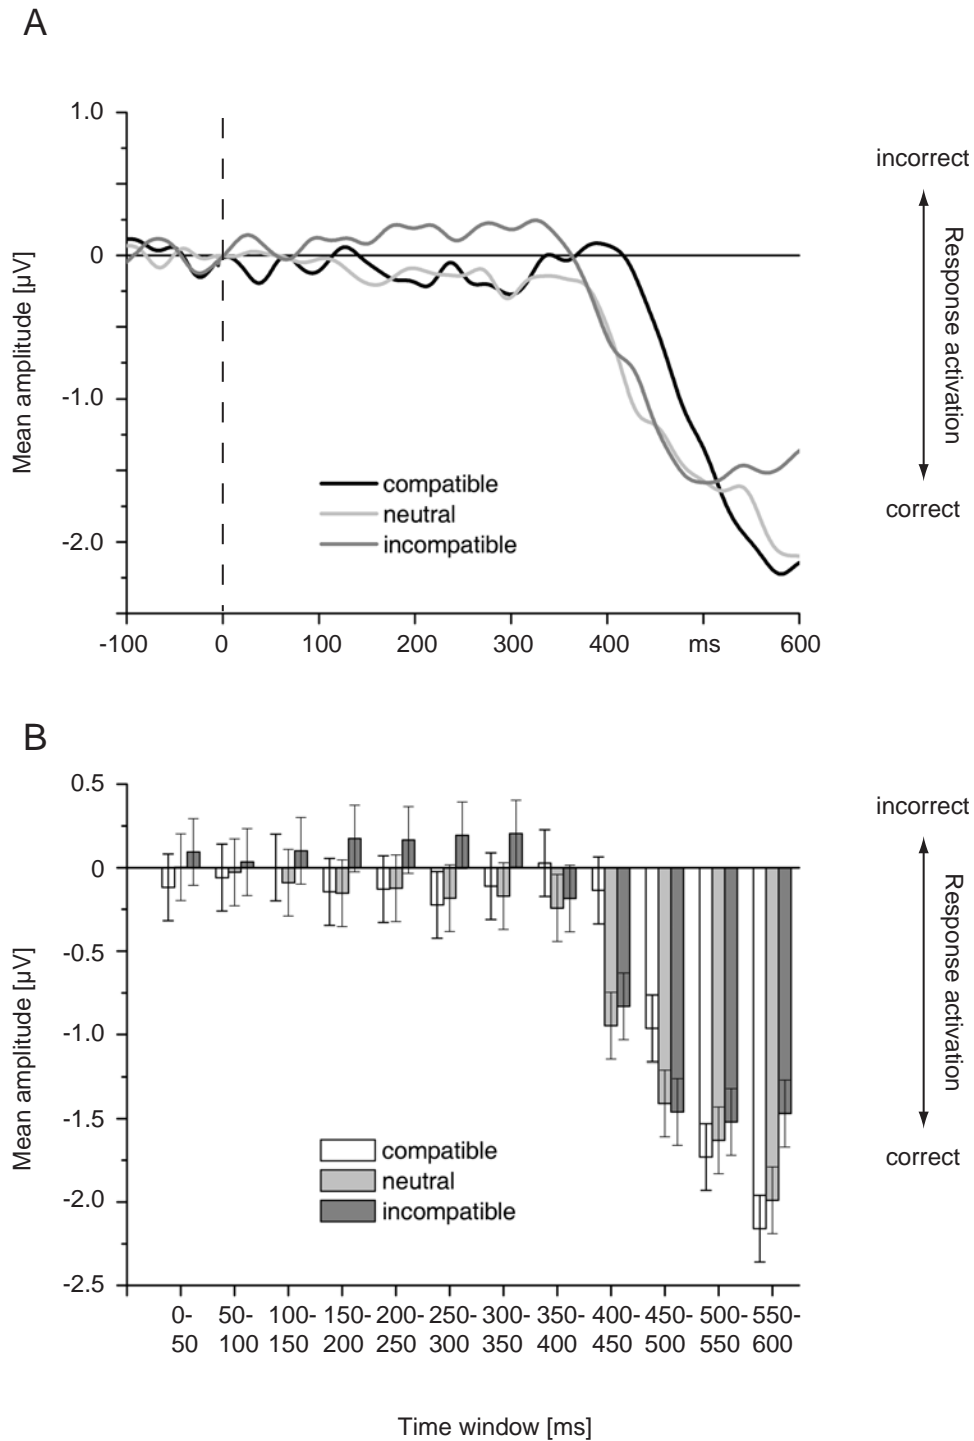 A
1.0
0
-1.0
-2.0
Mean amplitude [µV]
incorrect
Response activation
correct
compatible
neutral
incompatible
-100 0 100 200 300 400 ms 600
B
0.5
0
-0.5
-1.0
-1.5
-2.0
-2.5
Mean amplitude [µV]
incorrect
Response activation
correct
compatible
neutral
incompatible
0- 50- 100- 150- 200- 250- 300- 350- 400- 450- 500- 550-
50 100 150 200 250 300 350 400 450 500 550 600
Time window [ms]